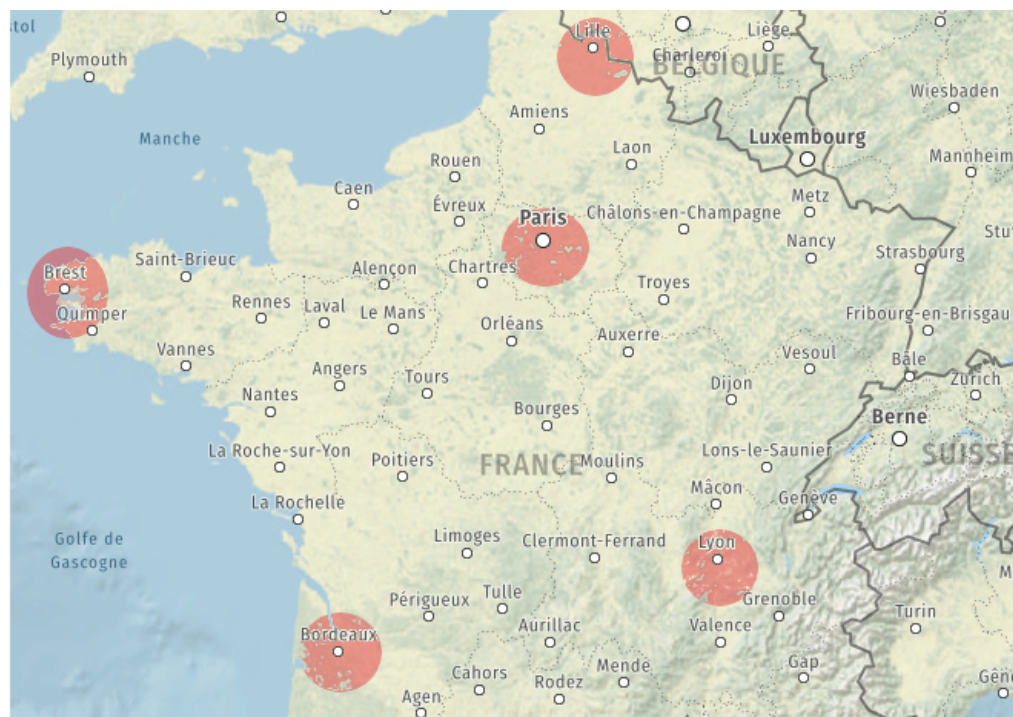 tol
Lille
Liège
Plymouth
Charleroi
BELGIQUE
Wiesbaden
Amiens
Manche
Luxembourg
Laon
Rouen
Mannheim
Caen
Metz
Évreux
Paris
Châlons-en-Champagne
Stu
Nancy
Strasbourg
Saint-Brieuc
Brest
Alençon
Chartres
Troyes
Rennes
Laval
Le Mans
Quimper
Fribourg-en-Brisgau
Orléans
Auxerre
Vannes
Vesoul
Bâle
Angers
Tours
Dijon
Zurich
Nantes
Bourges
Berne
La Roche-sur-Yon
Poitiers
FRANCE
Moulins
Lons-le-Saunier
SUISSE
Mâcon
Genève
La Rochelle
Golfe de
Gascogne
Limoges
Clermont-Ferrand
Lyon
M
Périgueux
Tulle
Grenoble
Turin
Bordeaux
Aurillac
Valence
Cahors
Mende
Gap
Rodez
Gên
Agen